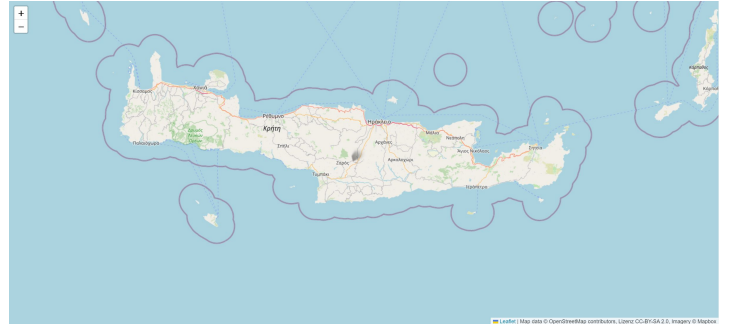 +
−
Κίσσαμος
Χανιά
Ρέθυμνο
Ηράκλειο
Κρήτη
Μάλια
Νεάπολη
Παλαιόχωρα
Σπήλι
Αρχάνες
Άγιος Νικόλαος
Σητεία
Ζαρός
Αρκαλοχώρι
Τυμπάκι
Ιεράπετρα
Κάρπαθος
Leaflet | Map data © OpenStreetMap contributors, Lizenz CC-BY-SA 2.0, Imagery © Mapbox